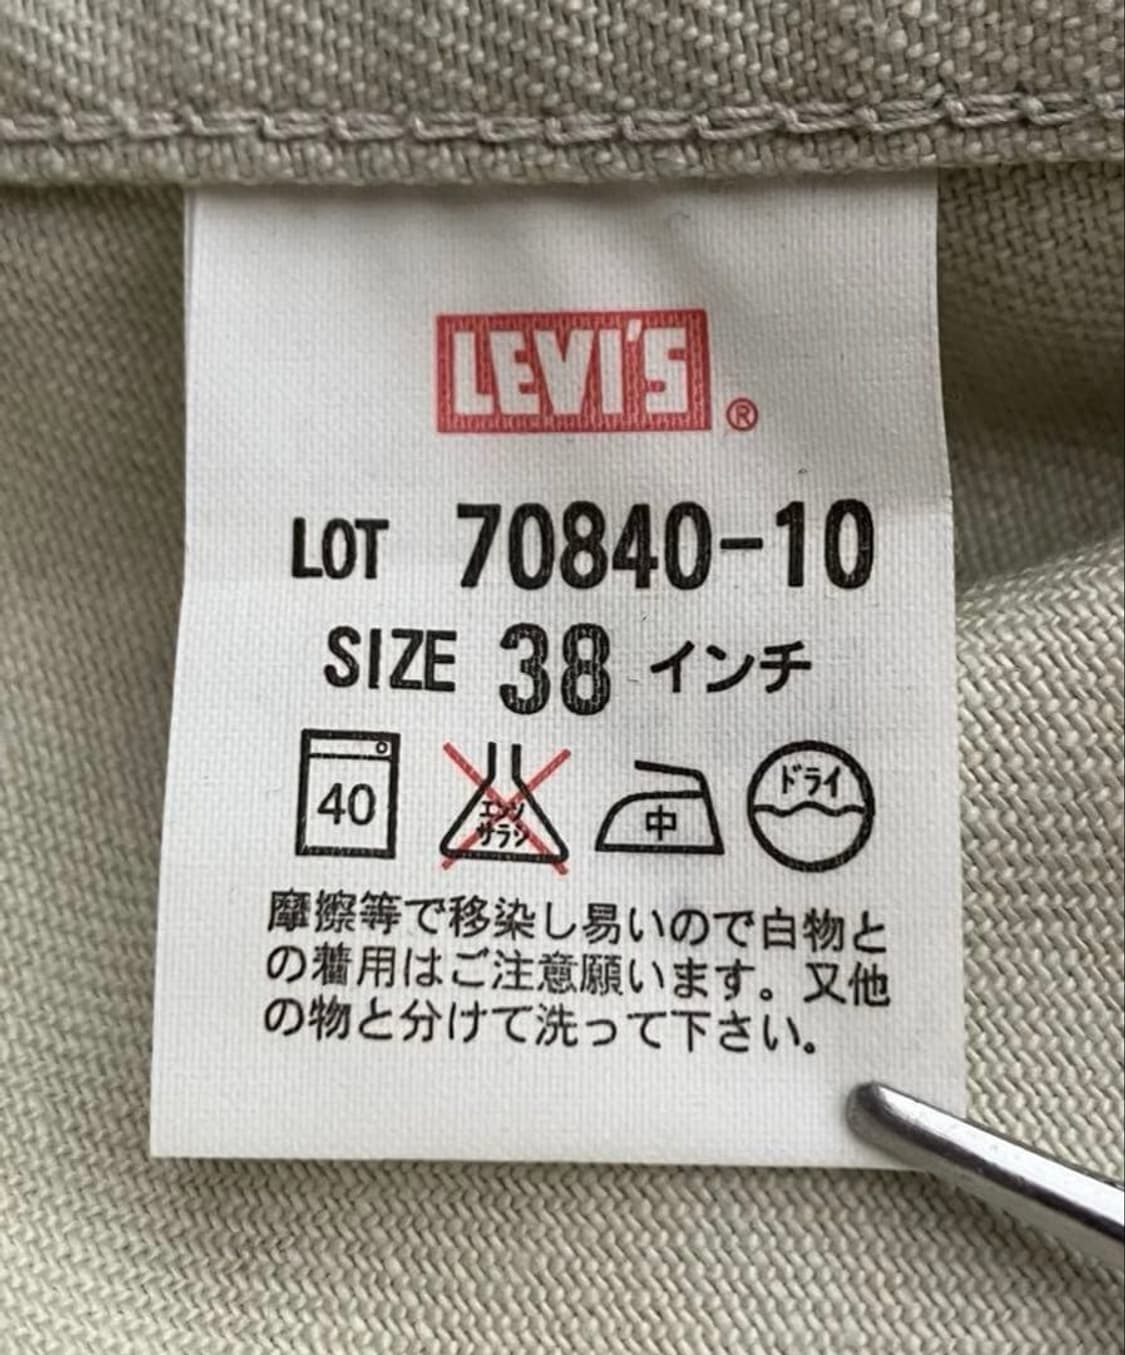 LEVI'S ®
LOT 70840-10
SIZE 38 インチ
40
エンソ
サラシ
中
ドライ
摩擦等で移染し易いので白物と
の着用はご注意願います。又他
の物と分けて洗って下さい。